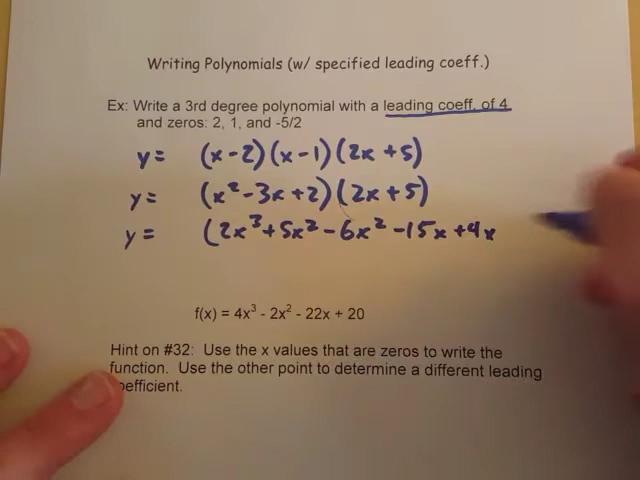 Writing Polynomials (w/ specified leading coeff.)
Ex: Write a 3rd degree polynomial with a leading coeff. of 4
and zeros: 2, 1, and -5/2
y = (x-2)(x-1)(2x+5)
y = (x²-3x+2)(2x+5)
y = (2x³+5x²-6x²-15x+4x
f(x) = 4x³ - 2x² - 22x + 20
Hint on #32: Use the x values that are zeros to write the
function. Use the other point to determine a different leading
oefficient.